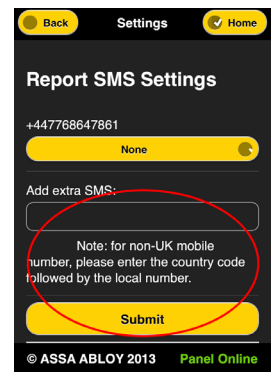 Back Settings Home
Report SMS Settings
+447768647861
None
Add extra SMS:
Note: for non-UK mobile
number, please enter the country code
followed by the local number.
Submit
© ASSA ABLOY 2013 Panel Online